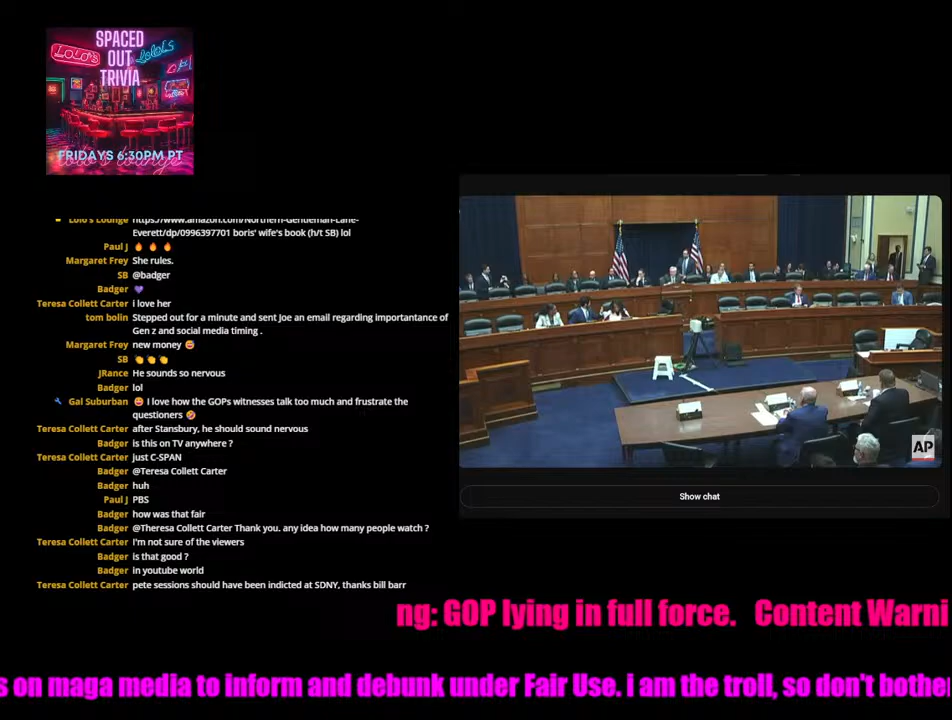 SPACED
OUT
TRIVIA
LOLO'S
LoLo's
FRIDAYS 6:30PM PT
lolo's lounge
Lolo's Lounge https://www.amazon.com/Northern-Gentleman-Lane-
Everett/dp/0996397701 boris' wife's book (h/t SB) lol
Paul J 🔥 🔥 🔥
Margaret Frey She rules.
SB @badger
Badger 💜
Teresa Collett Carter i love her
tom bolin Stepped out for a minute and sent Joe an email regarding importantance of
Gen z and social media timing .
Margaret Frey new money 😅
SB 👏 👏 👏
JRance He sounds so nervous
Badger lol
Gal Suburban 🤩 I love how the GOPs witnesses talk too much and frustrate the
questioners 🤣
Teresa Collett Carter after Stansbury, he should sound nervous
Badger is this on TV anywhere ?
Teresa Collett Carter just C-SPAN
Badger @Teresa Collett Carter
Badger huh
Paul J PBS
Badger how was that fair
Badger @Theresa Collett Carter Thank you. any idea how many people watch ?
Teresa Collett Carter I'm not sure of the viewers
Badger is that good ?
Badger in youtube world
Teresa Collett Carter pete sessions should have been indicted at SDNY, thanks bill barr
AP
Show chat
ng: GOP lying in full force. Content Warni
s on maga media to inform and debunk under Fair Use. i am the troll, so don't bother